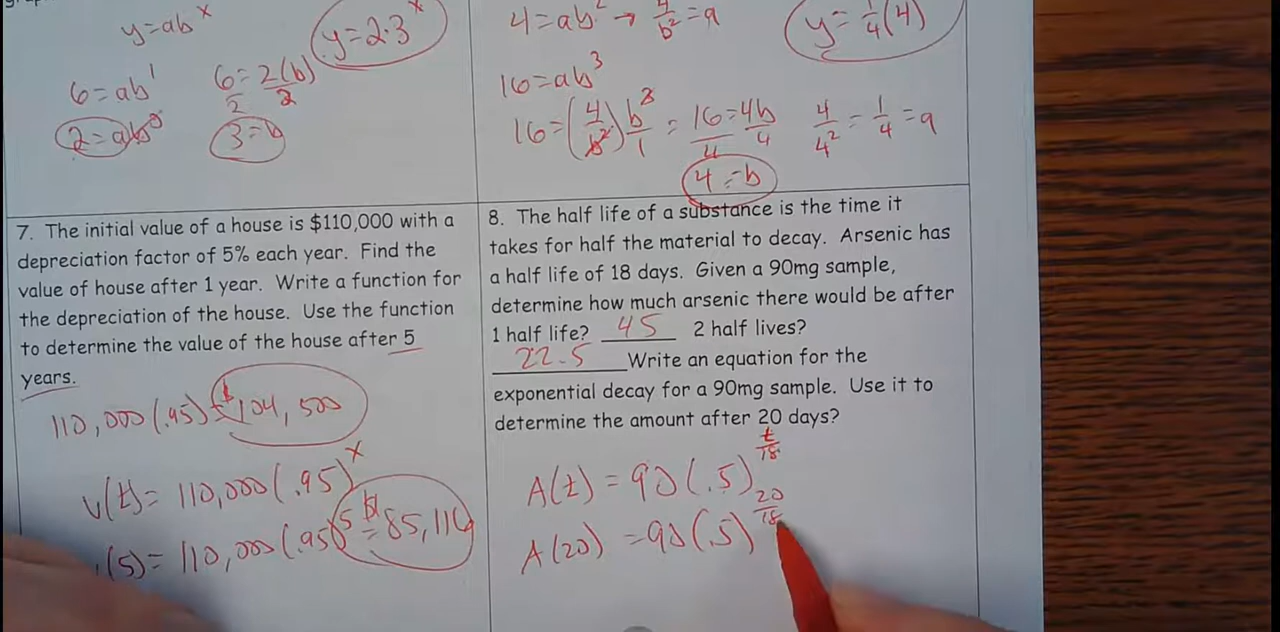 y=ab^x
y=2·3^x
6=ab^1
6/2=2(b)/2
2=ab^0
3=b
4=ab^2 → 4/b^2=a
y=1/4(4)
16=ab^3
16=(4/b^2)b^3/1 = 16/4=4b/4
4/4^2=1/4=a
4=b
7. The initial value of a house is $110,000 with a
depreciation factor of 5% each year. Find the
value of house after 1 year. Write a function for
the depreciation of the house. Use the function
to determine the value of the house after 5
years.
110,000(.95)=$104,500
v(t)=110,000(.95)^x
(5)=110,000(.95)^5=$85,116
8. The half life of a substance is the time it
takes for half the material to decay. Arsenic has
a half life of 18 days. Given a 90mg sample,
determine how much arsenic there would be after
1 half life? 45 2 half lives?
22.5 Write an equation for the
exponential decay for a 90mg sample. Use it to
determine the amount after 20 days?
A(t)=90(.5)^t/18
A(20)=90(.5)^20/18